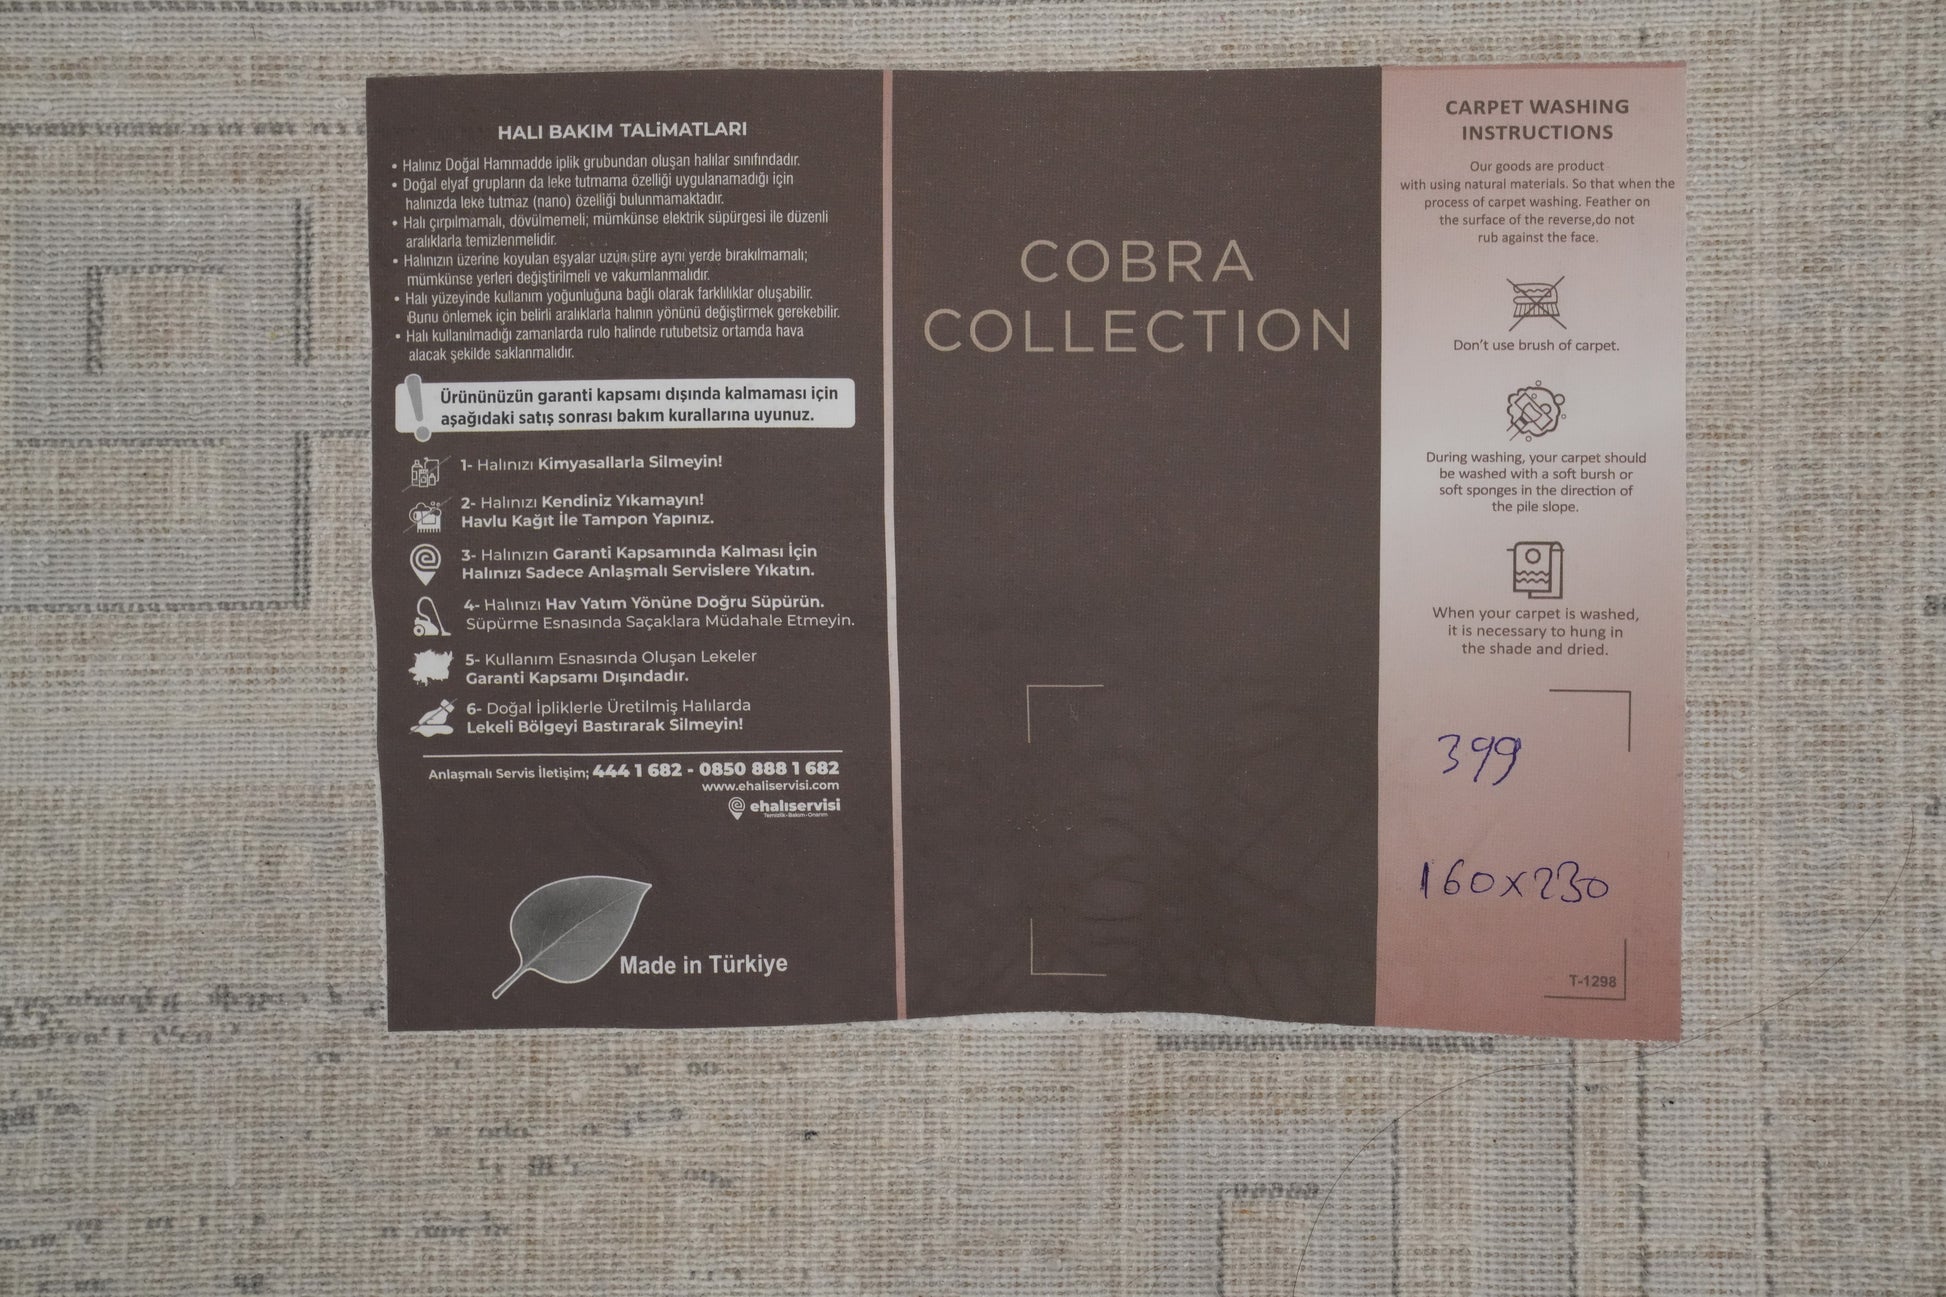 HALI BAKIM TALİMATLARI
• Halınız Doğal Hammadde iplik grubundan oluşan halılar sınıfındadır.
• Doğal elyaf grupların da leke tutmama özelliği uygulanamadığı için
halınızda leke tutmaz (nano) özelliği bulunmamaktadır.
• Halı çırpılmamalı, dövülmemeli; mümkünse elektrik süpürgesi ile düzenli
aralıklarla temizlenmelidir.
• Halınızın üzerine koyulan eşyalar uzun süre aynı yerde bırakılmamalı;
mümkünse yerleri değiştirilmeli ve vakumlanmalıdır.
• Halı yüzeyinde kullanım yoğunluğuna bağlı olarak farklılıklar oluşabilir.
Bunu önlemek için belirli aralıklarla halının yönünü değiştirmek gerekebilir.
• Halı kullanılmadığı zamanlarda rulo halinde rutubetsiz ortamda hava
alacak şekilde saklanmalıdır.
Ürününüzün garanti kapsamı dışında kalmaması için
aşağıdaki satış sonrası bakım kurallarına uyunuz.
1- Halınızı Kimyasallarla Silmeyin!
2- Halınızı Kendiniz Yıkamayın!
Havlu Kağıt İle Tampon Yapınız.
3- Halınızın Garanti Kapsamında Kalması İçin
Halınızı Sadece Anlaşmalı Servislere Yıkatın.
4- Halınızı Hav Yatım Yönüne Doğru Süpürün.
Süpürme Esnasında Saçaklara Müdahale Etmeyin.
5- Kullanım Esnasında Oluşan Lekeler
Garanti Kapsamı Dışındadır.
6- Doğal İpliklerle Üretilmiş Halılarda
Lekeli Bölgeyi Bastırarak Silmeyin!
Anlaşmalı Servis İletişim; 444 1 682 - 0850 888 1 682
www.ehaliservisi.com
ehalıservisi
Temizlik-Bakım-Onarım
Made in Türkiye
COBRA
COLLECTION
CARPET WASHING
INSTRUCTIONS
Our goods are product
with using natural materials. So that when the
process of carpet washing. Feather on
the surface of the reverse,do not
rub against the face.
Don't use brush of carpet.
During washing, your carpet should
be washed with a soft bursh or
soft sponges in the direction of
the pile slope.
When your carpet is washed,
it is necessary to hung in
the shade and dried.
399
160x230
T-1298